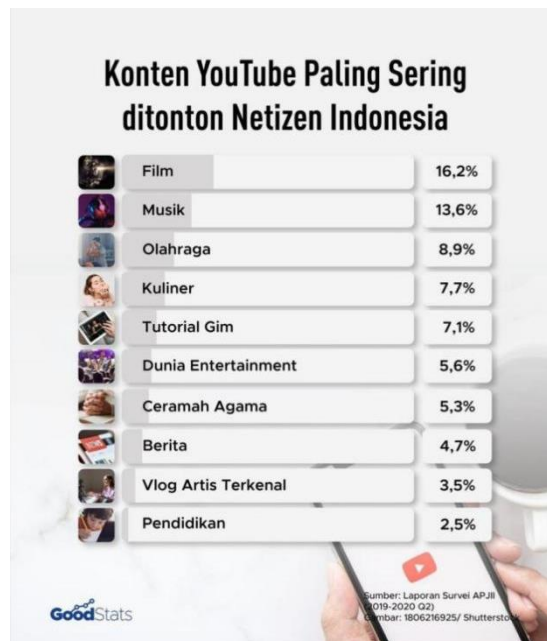 Konten YouTube Paling Sering
ditonton Netizen Indonesia
Film 16,2%
Musik 13,6%
Olahraga 8,9%
Kuliner 7,7%
Tutorial Gim 7,1%
Dunia Entertainment 5,6%
Ceramah Agama 5,3%
Berita 4,7%
Vlog Artis Terkenal 3,5%
Pendidikan 2,5%
Sumber: Laporan Survei APJII
(2019-2020 Q2)
Gambar: 1806216925/ Shutterstock
GoodStats